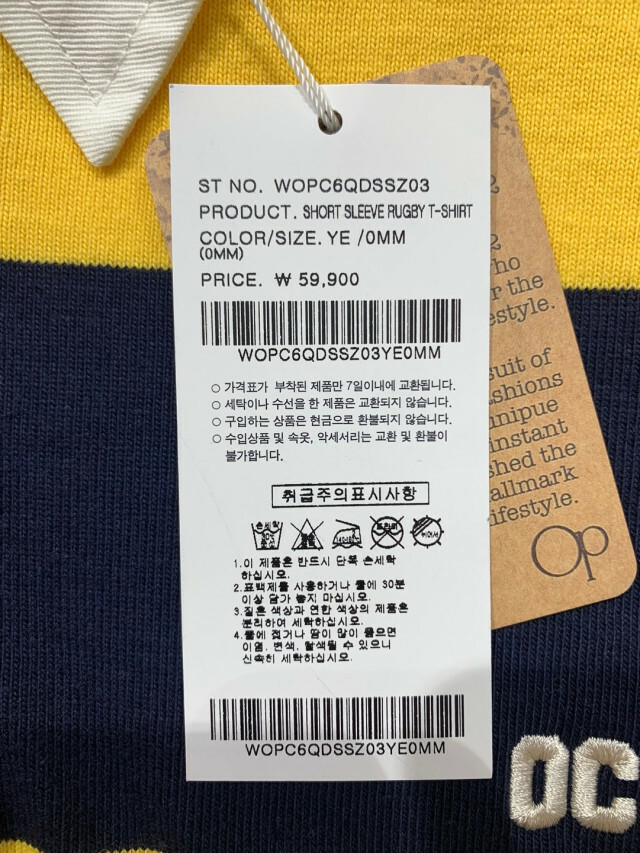 ST NO. WOPC6QDSSZ03
PRODUCT. SHORT SLEEVE RUGBY T-SHIRT
COLOR/SIZE. YE /0MM
(0MM)
PRICE. ₩ 59,900
WOPC6QDSSZ03YE0MM
○ 가격표가 부착된 제품만 7일이내에 교환됩니다.
○ 세탁이나 수선을 한 제품은 교환되지 않습니다.
○ 구입하는 상품은 현금으로 환불되지 않습니다.
○ 수입상품 및 속옷, 악세서리는 교환 및 환불이
불가합니다.
취급주의표시사항
손세탁
1.이 제품은 반드시 단독 손세탁
하십시오.
2.표백제를 사용하거나 물에 30분
이상 담가 놓지 마십시오.
3.짙은 색상과 연한 색상의 제품은
분리하여 세탁하십시오.
4.물에 젖거나 땀이 많이 묻으면
이염, 변색, 탈색될 수 있으니
신속히 세탁하십시오.
WOPC6QDSSZ03YE0MM
2
2
ho
r the
estyle.
suit of
shions
nipue
instant
shed the
allmark
ifestyle.
Op
OC